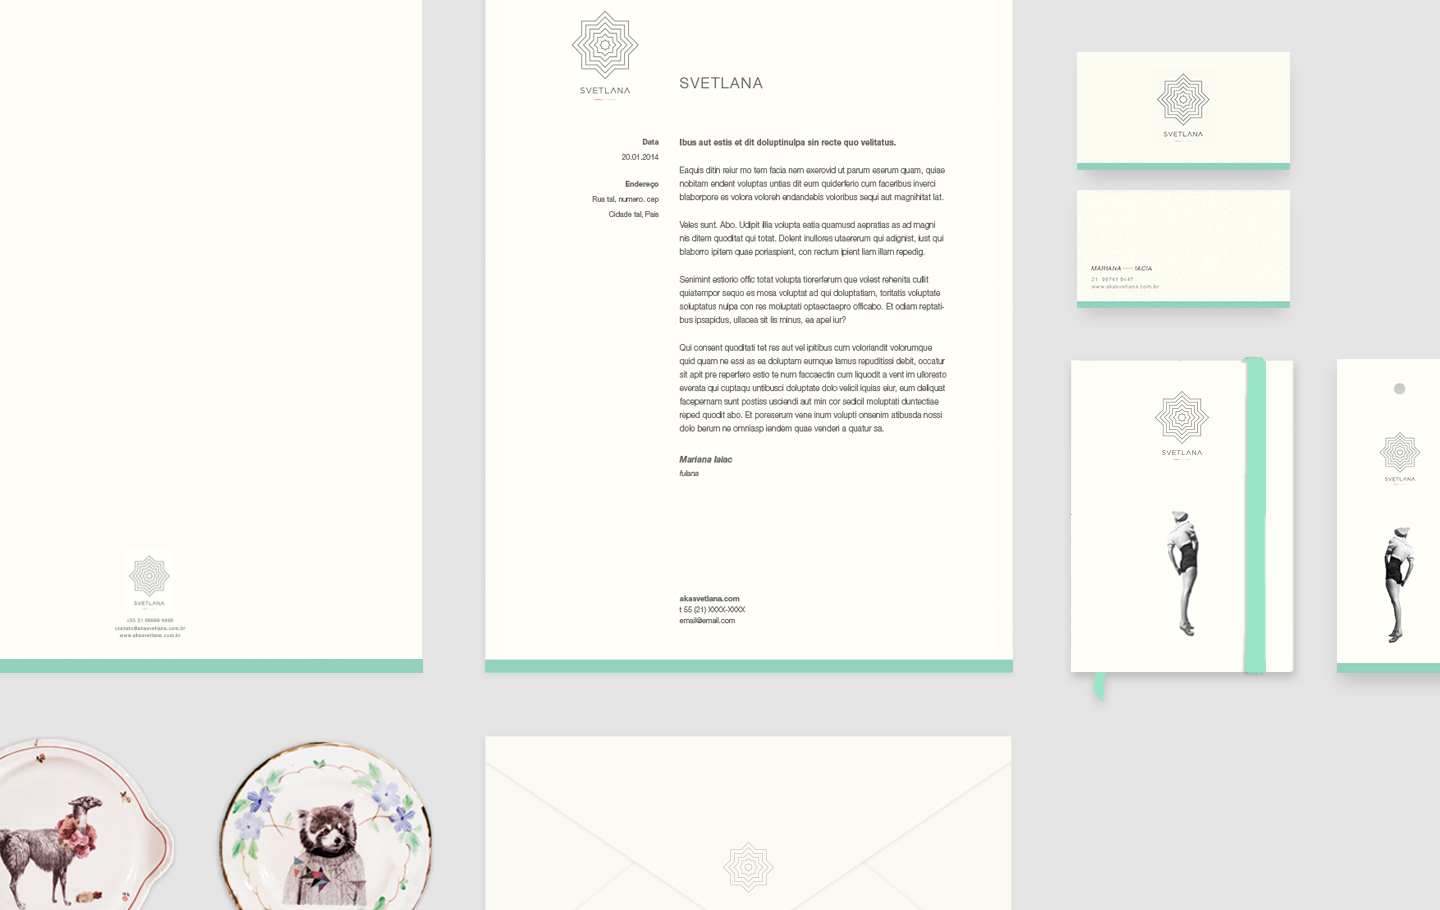 SVETLANA
+55 21 99999 9999
contato@akasvetlana.com.br
www.akasvetlana.com.br
SVETLANA
SVETLANA
Data
20.01.2014
Endereço
Rua tal, numero. cep
Cidade tal, Pais
Ibus aut estis et dit doluptinulpa sin recte quo velitatus.
Eaquis ditin reiur mo tem facia nem exerovid ut parum eserum quam, quiae
nobitam endent voluptas untias dit eum quiderferio cum faceribus inverci
blaborpore es volora voloreh endandebis voloribus sequi aut magnihitat lat.
Veles sunt. Abo. Udipit illia volupta eatia quamusd aepratias as ad magni
nis ditem quoditat qui totat. Dolent inullores utaererum qui adignist, iust qui
blaborro ipitem quae poriaspient, con rectum ipient liam illam repedig.
Senimint estiorio offic totat volupta tiorerferum que volest rehenita cullit
quiatempor sequo es mosa voluptat ad qui doluptatiam, toritatis voluptate
soluptatus nulpa con res moluptati optaectaepro officabo. Et odiam reptati-
bus ipsapidus, ullacea sit lis minus, ea apel iur?
Qui consent quoditati tet res aut vel ipitibus cum voloriandit volorumque
quid quam ne essi as ea doluptam eumque lamus repuditissi debit, occatur
sit apit pre reperfero estio te num faccaectin cum liquodit a vent im ulloresto
everata qui cuptaqu untibusci doluptate dolo velicil iquias eiur, eum deliquat
facepernam sunt postiss usciendi aut min cor sedicil moluptati duntectiae
reped quodit abo. Et poreserum vene inum volupti onsenim atibusda nossi
dolo berum ne omniasp iendem quae venderi a quatur sa.
Mariana Iaiac
fulana
akasvetlana.com
t 55 (21) XXXX-XXXX
email@email.com
SVETLANA
MARIANA — IACIA
21 99741 9447
www.akasvetlana.com.br
SVETLANA
SVETLANA